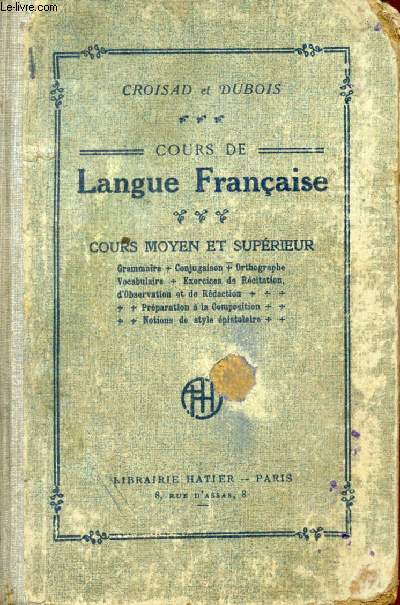 Le-livre.com
CROISAD et DUBOIS
COURS DE
Langue Française
COURS MOYEN ET SUPÉRIEUR
Grammaire + Conjugaison + Orthographe
Vocabulaire + Exercices de Récitation,
d'Observation et de Rédaction + + +
+ + Préparation à la Composition + +
+ + Notions de style épistolaire + +
LIBRAIRIE HATIER — PARIS
8, RUE D'ASSAS, 8